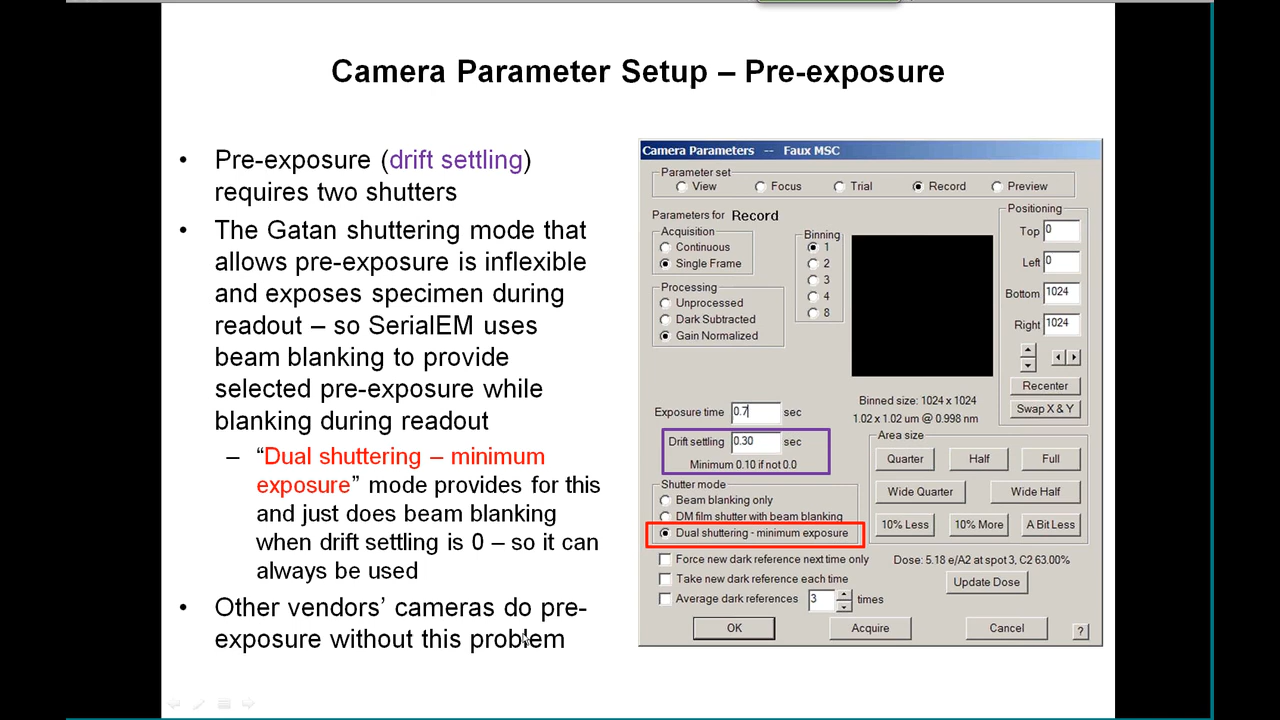 Camera Parameter Setup – Pre-exposure
• Pre-exposure (drift settling)
requires two shutters
• The Gatan shuttering mode that
allows pre-exposure is inflexible
and exposes specimen during
readout – so SerialEM uses
beam blanking to provide
selected pre-exposure while
blanking during readout
– “Dual shuttering – minimum
exposure” mode provides for this
and just does beam blanking
when drift settling is 0 – so it can
always be used
• Other vendors’ cameras do pre-
exposure without this problem
Camera Parameters -- Faux MSC
Parameter set
View Focus Trial Record Preview
Parameters for Record
Acquisition
Continuous
Single Frame
Processing
Unprocessed
Dark Subtracted
Gain Normalized
Binning
1
2
3
4
8
Positioning
Top 0
Left 0
Bottom 1024
Right 1024
Recenter
Swap X & Y
Binned size: 1024 x 1024
1.02 x 1.02 um @ 0.998 nm
Exposure time 0.7 sec
Drift settling 0.30 sec
Minimum 0.10 if not 0.0
Shutter mode
Beam blanking only
DM film shutter with beam blanking
Dual shuttering - minimum exposure
Area size
Quarter Half Full
Wide Quarter Wide Half
10% Less 10% More A Bit Less
Force new dark reference next time only
Take new dark reference each time
Average dark references 3 times
Dose: 5.18 e/A2 at spot 3, C2 63.00%
Update Dose
OK Acquire Cancel ?